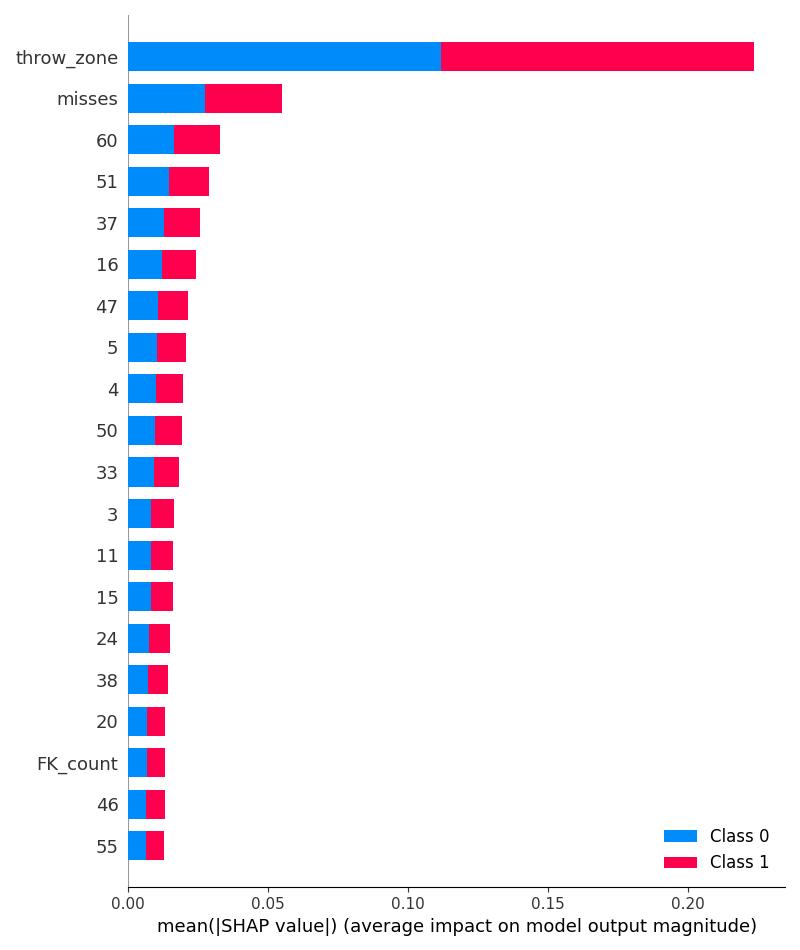 throw_zone
misses
60
51
37
16
47
5
4
50
33
3
11
15
24
38
20
FK_count
46
55
Class 0
Class 1
0.00 0.05 0.10 0.15 0.20
mean(|SHAP value|) (average impact on model output magnitude)